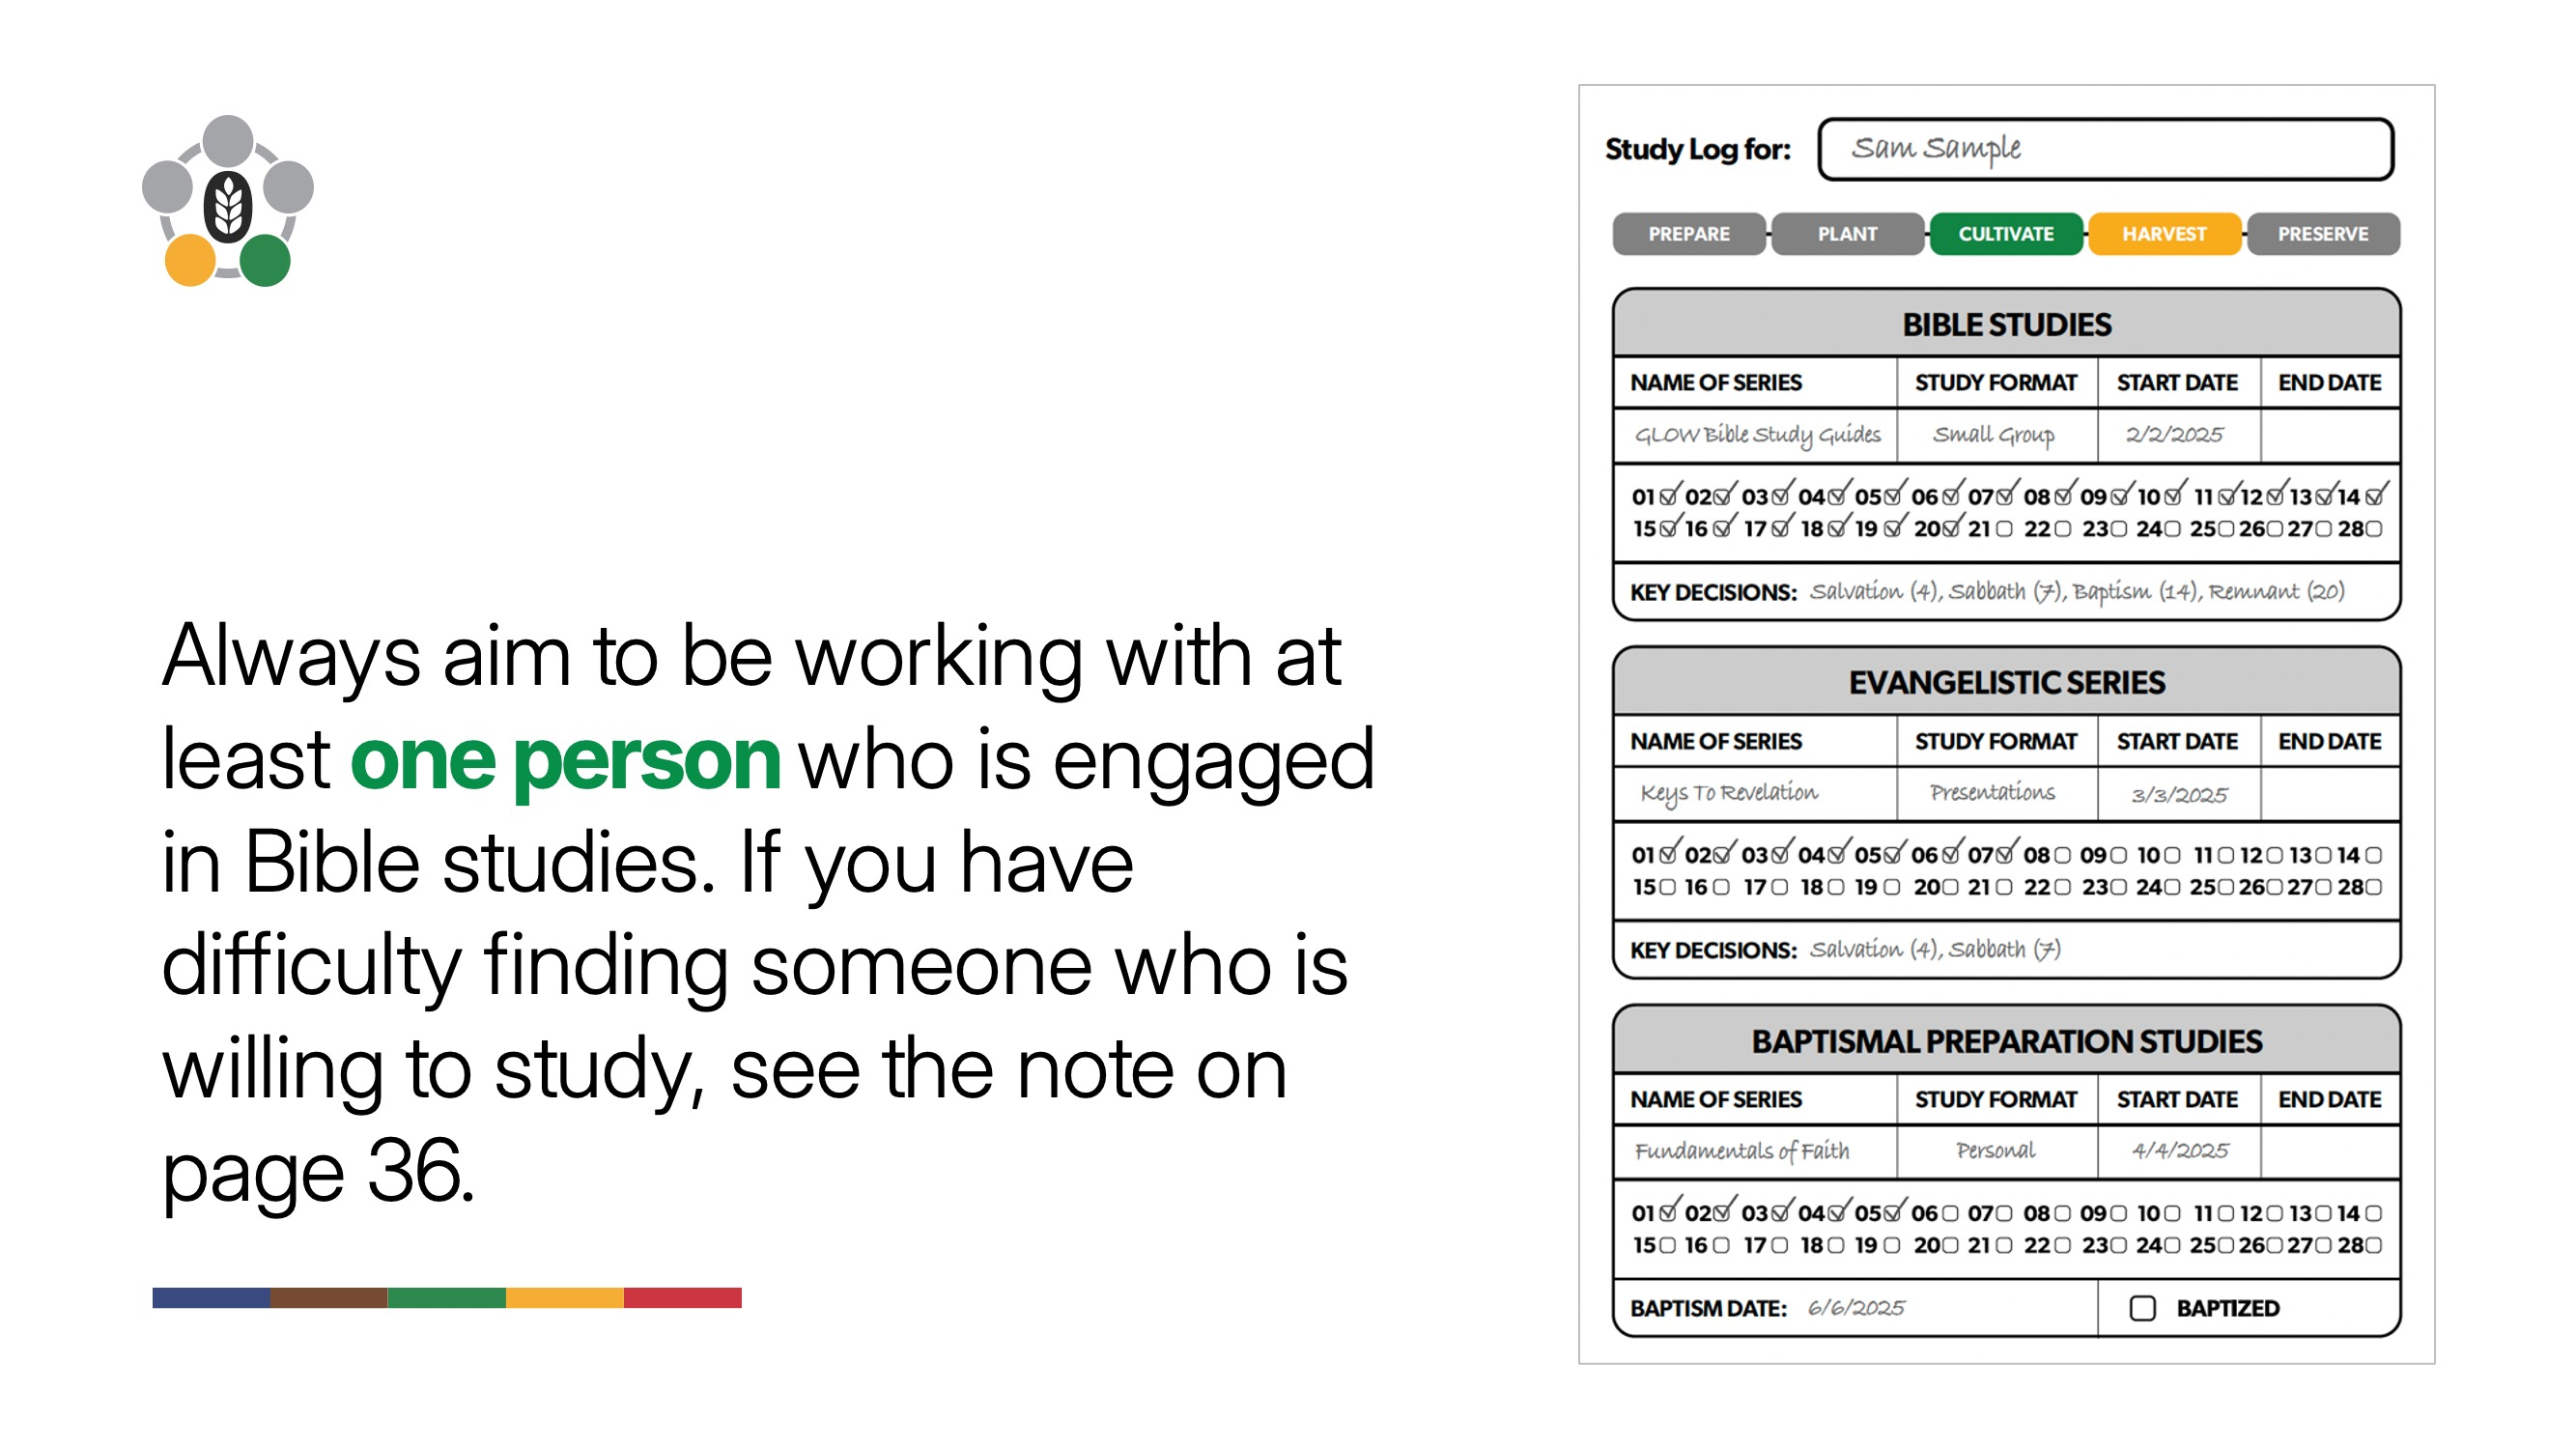 Always aim to be working with at
least one person who is engaged
in Bible studies. If you have
difficulty finding someone who is
willing to study, see the note on
page 36.
Study Log for: Sam Sample
PREPARE PLANT CULTIVATE HARVEST PRESERVE
BIBLE STUDIES
NAME OF SERIES STUDY FORMAT START DATE END DATE
GLOW Bible Study Guides Small Group 2/2/2025
01 02 03 04 05 06 07 08 09 10 11 12 13 14
15 16 17 18 19 20 21 22 23 24 25 26 27 28
KEY DECISIONS: Salvation (4), Sabbath (7), Baptism (14), Remnant (20)
EVANGELISTIC SERIES
NAME OF SERIES STUDY FORMAT START DATE END DATE
Keys To Revelation Presentations 3/3/2025
01 02 03 04 05 06 07 08 09 10 11 12 13 14
15 16 17 18 19 20 21 22 23 24 25 26 27 28
KEY DECISIONS: Salvation (4), Sabbath (7)
BAPTISMAL PREPARATION STUDIES
NAME OF SERIES STUDY FORMAT START DATE END DATE
Fundamentals of Faith Personal 4/4/2025
01 02 03 04 05 06 07 08 09 10 11 12 13 14
15 16 17 18 19 20 21 22 23 24 25 26 27 28
BAPTISM DATE: 6/6/2025 BAPTIZED